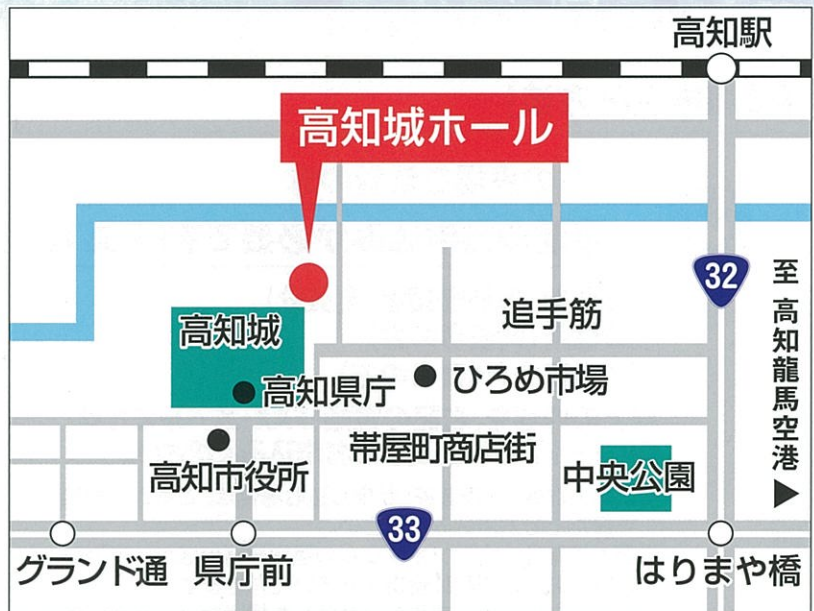 高知駅
高知城ホール
32
至 高知龍馬空港
追手筋
高知城
ひろめ市場
高知県庁
帯屋町商店街
高知市役所
中央公園
33
グランド通
県庁前
はりまや橋